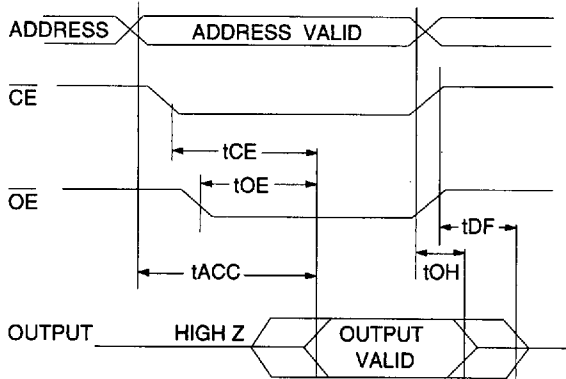 ADDRESS ADDRESS VALID
CE
tCE
tOE
OE
tDF
tACC tOH
OUTPUT HIGH Z OUTPUT
VALID